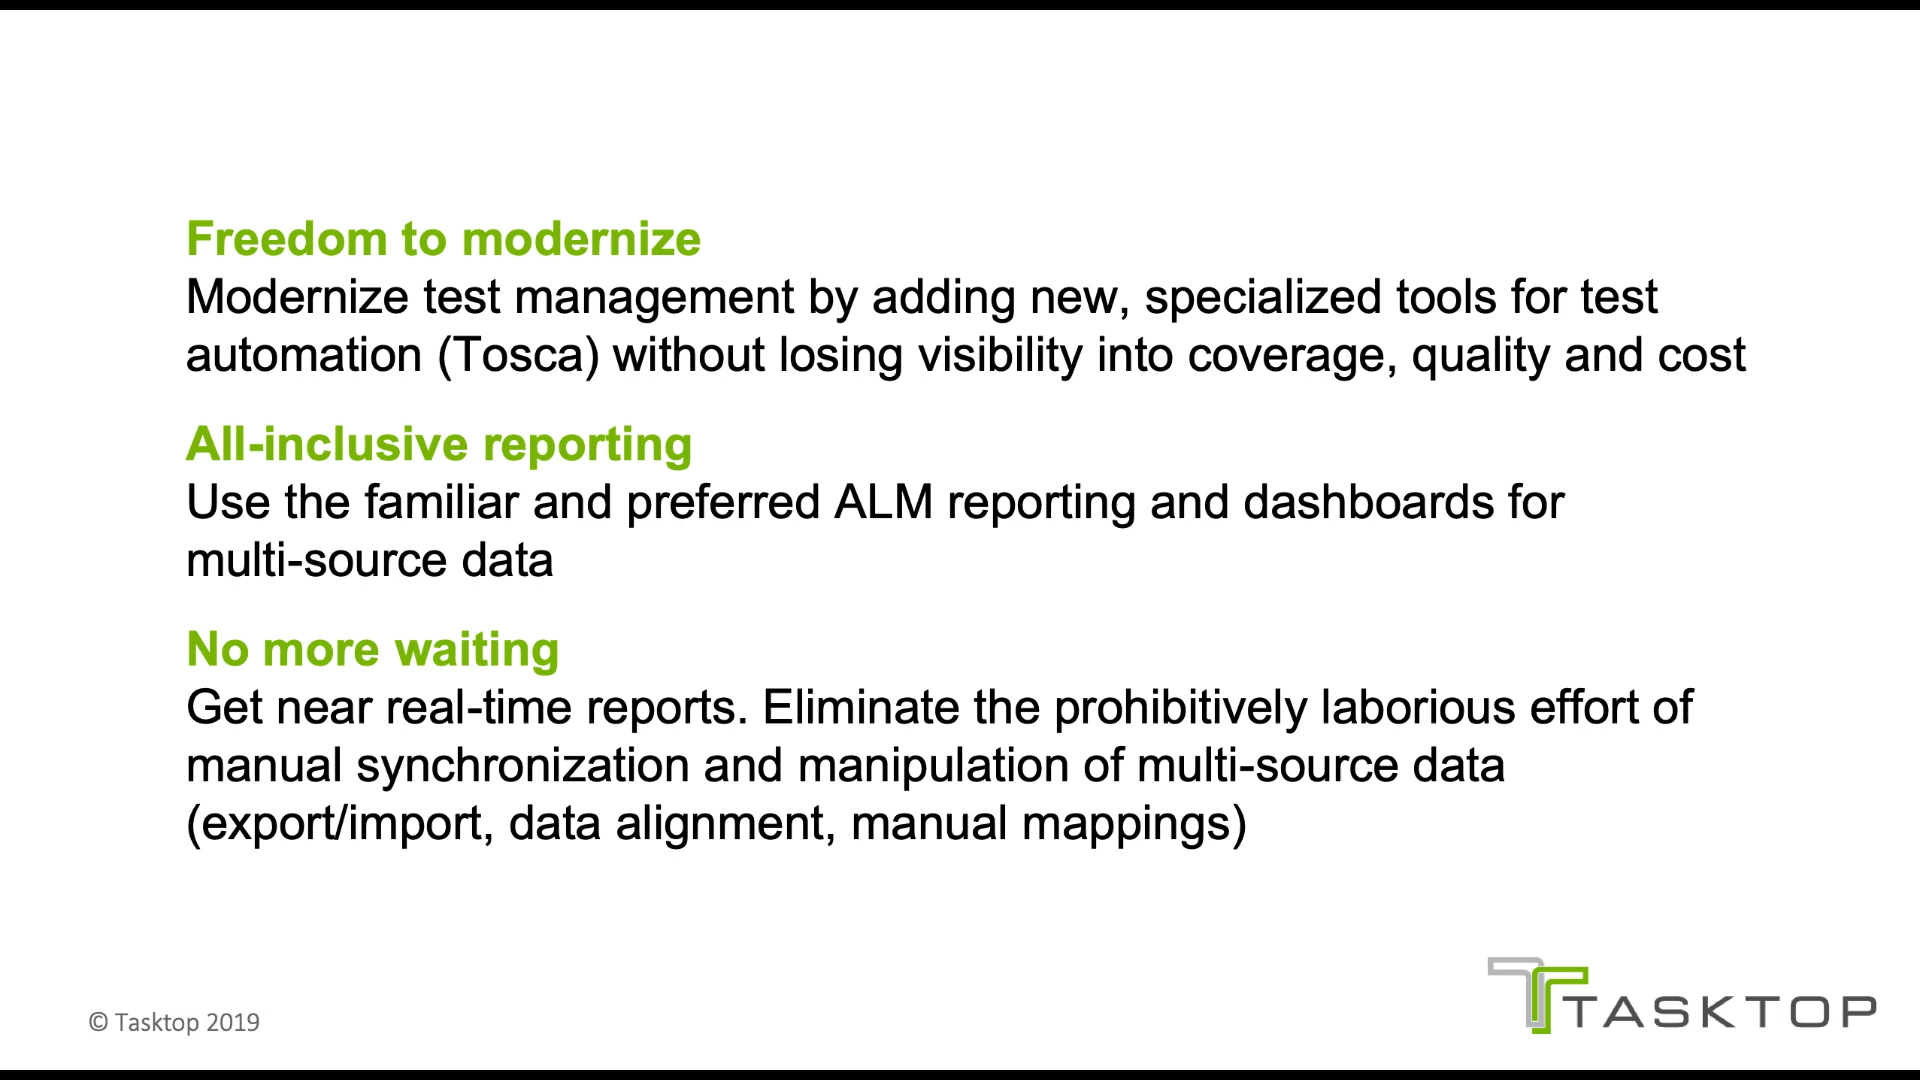 Freedom to modernize
Modernize test management by adding new, specialized tools for test
automation (Tosca) without losing visibility into coverage, quality and cost
All-inclusive reporting
Use the familiar and preferred ALM reporting and dashboards for
multi-source data
No more waiting
Get near real-time reports. Eliminate the prohibitively laborious effort of
manual synchronization and manipulation of multi-source data
(export/import, data alignment, manual mappings)
© Tasktop 2019
TASKTOP